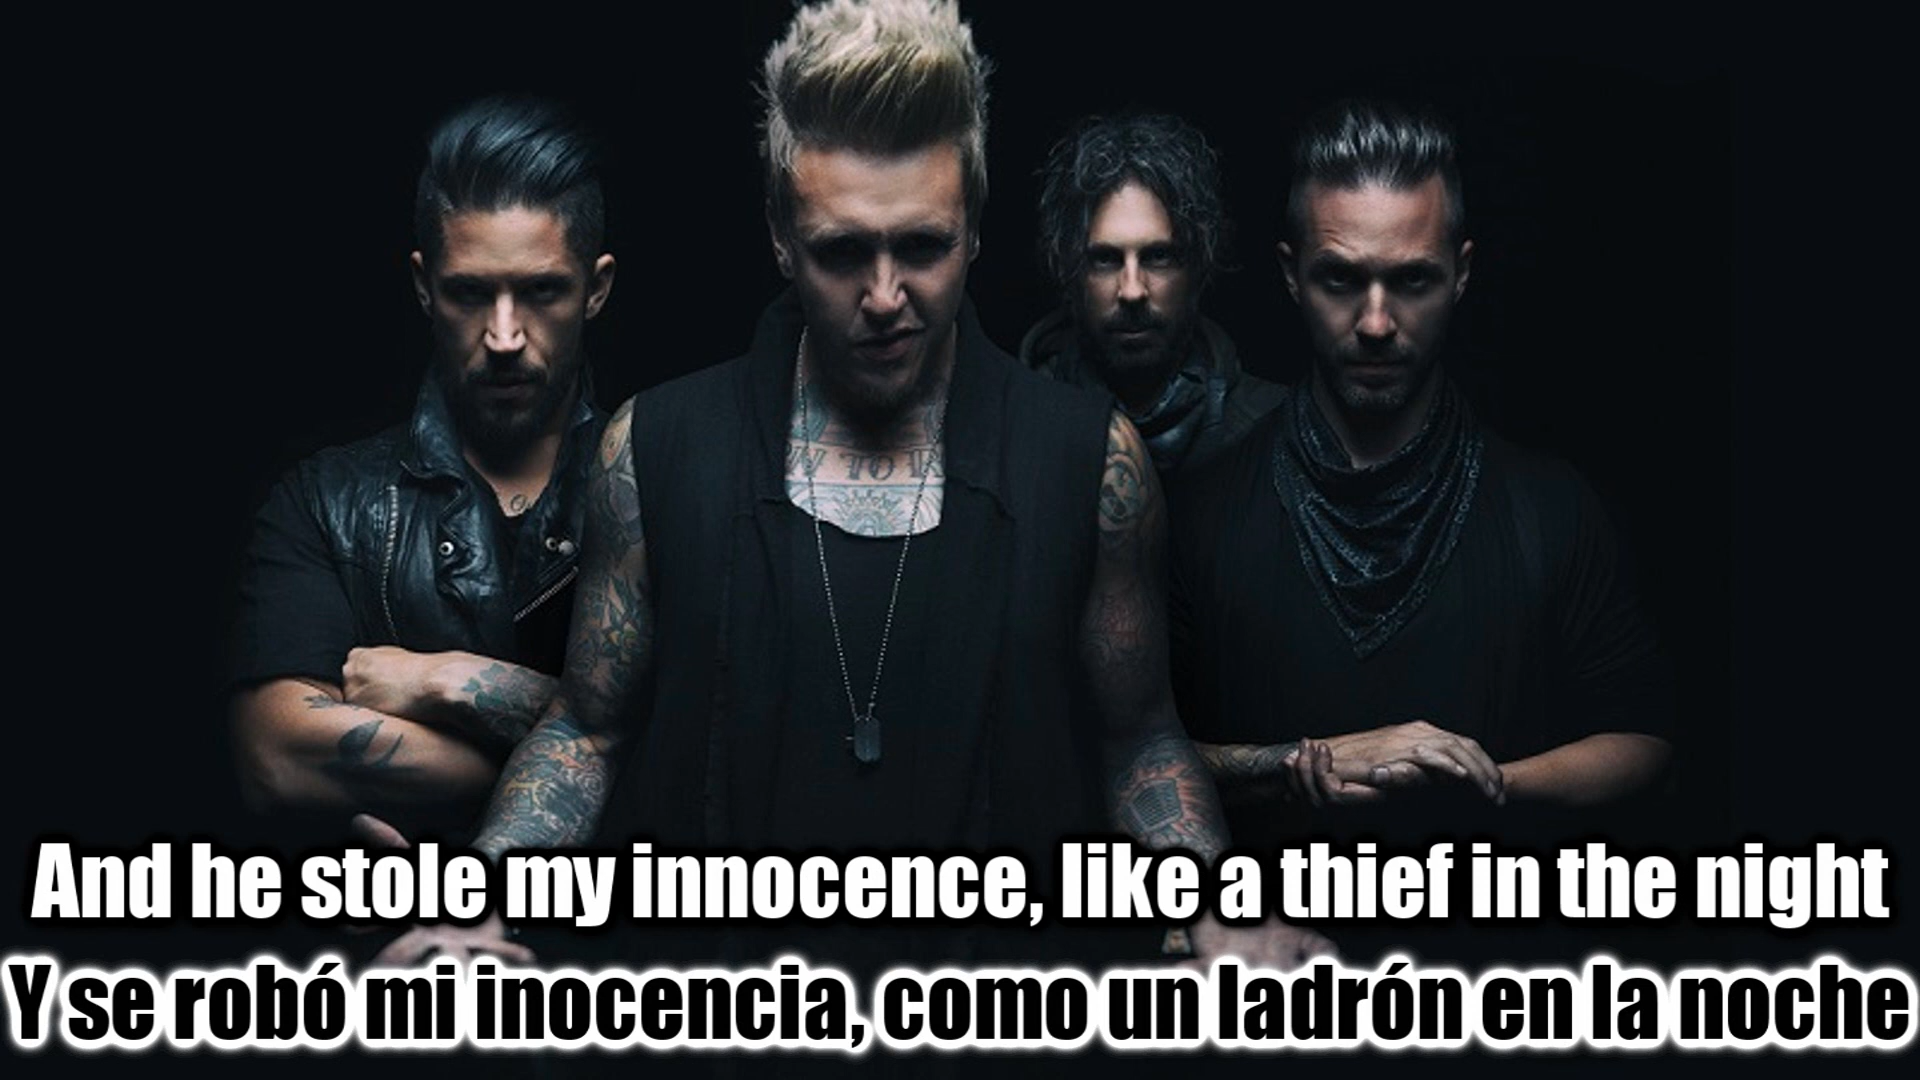 And he stole my innocence, like a thief in the night
Y se robó mi inocencia, como un ladrón en la noche